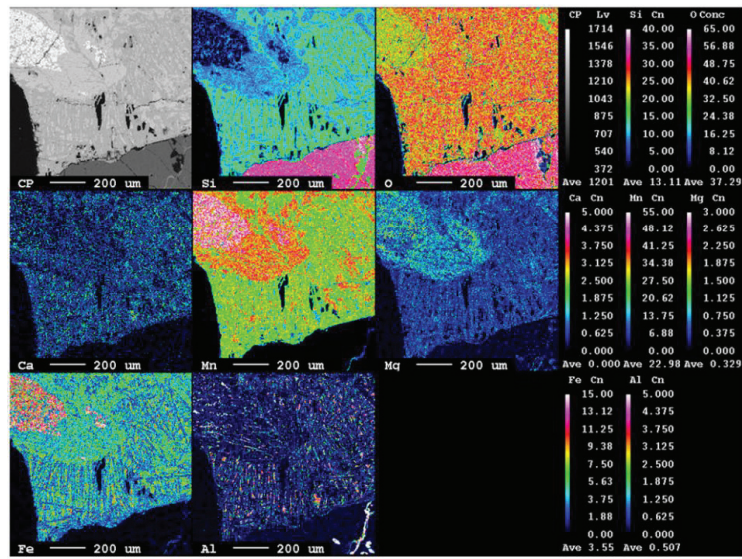 CP Lv Si Cn O Conc
1714 40.00 65.00
1546 35.00 56.88
1378 30.00 48.75
1210 25.00 40.62
1043 20.00 32.50
875 15.00 24.38
707 10.00 16.25
540 5.00 8.12
372 0.00 0.00
Ave 1201 Ave 13.11 Ave 37.29
CP 200 um Si 200 um O 200 um
Ca Cn Mn Cn Mg Cn
5.000 55.00 3.000
4.375 48.12 2.625
3.750 41.25 2.250
3.125 34.38 1.875
2.500 27.50 1.500
1.875 20.62 1.125
1.250 13.75 0.750
0.625 6.88 0.375
0.000 0.00 0.000
Ave 0.000 Ave 22.98 Ave 0.329
Ca 200 um Mn 200 um Mg 200 um
Fe Cn Al Cn
15.00 5.000
13.12 4.375
11.25 3.750
9.38 3.125
7.50 2.500
5.63 1.875
3.75 1.250
1.88 0.625
0.00 0.000
Ave 3.55 Ave 0.507
Fe 200 um Al 200 um